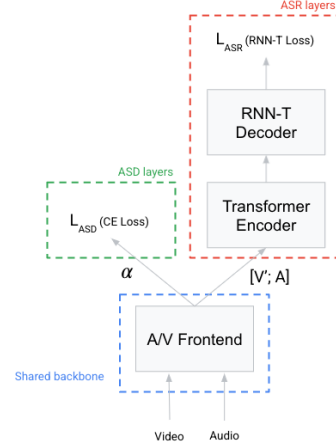 ASR layers
L_ASR (RNN-T Loss)
RNN-T
Decoder
ASD layers
L_ASD (CE Loss)
Transformer
Encoder
α
[V'; A]
A/V Frontend
Shared backbone
Video
Audio